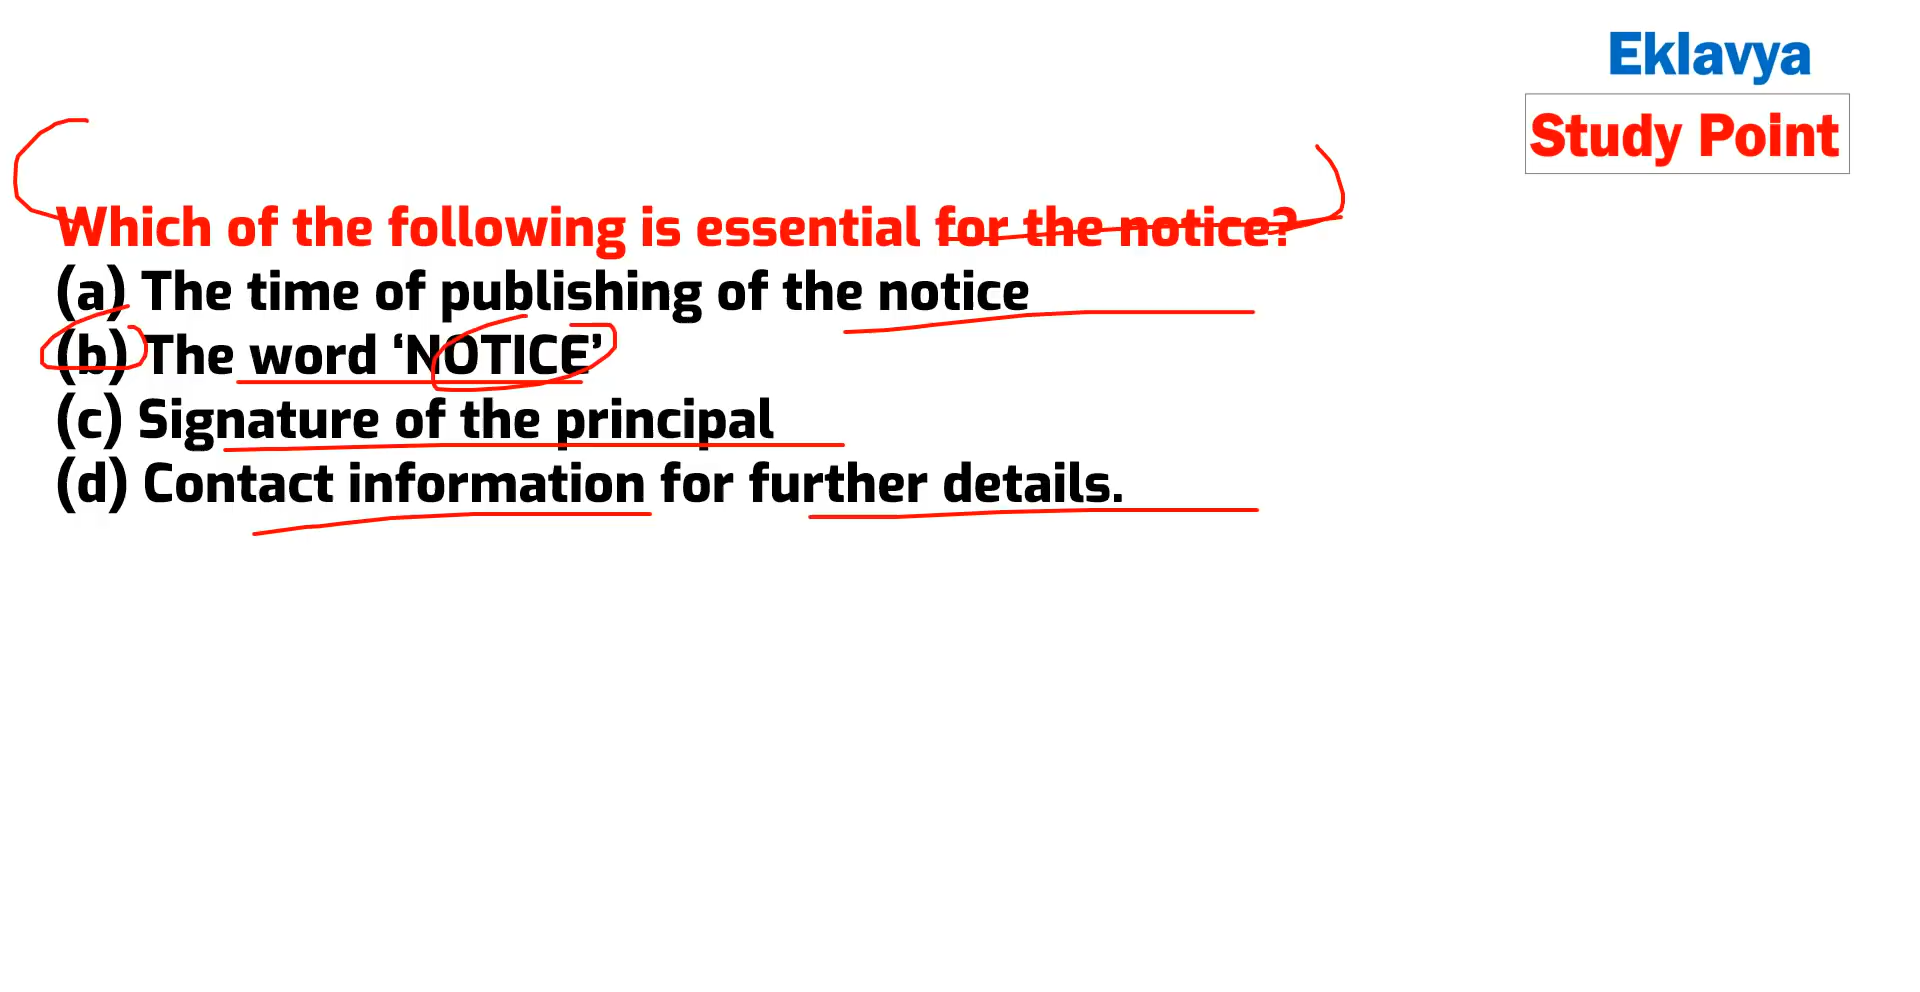 Eklavya
Study Point
Which of the following is essential for the notice?
(a) The time of publishing of the notice
(b) The word ‘NOTICE’
(c) Signature of the principal
(d) Contact information for further details.